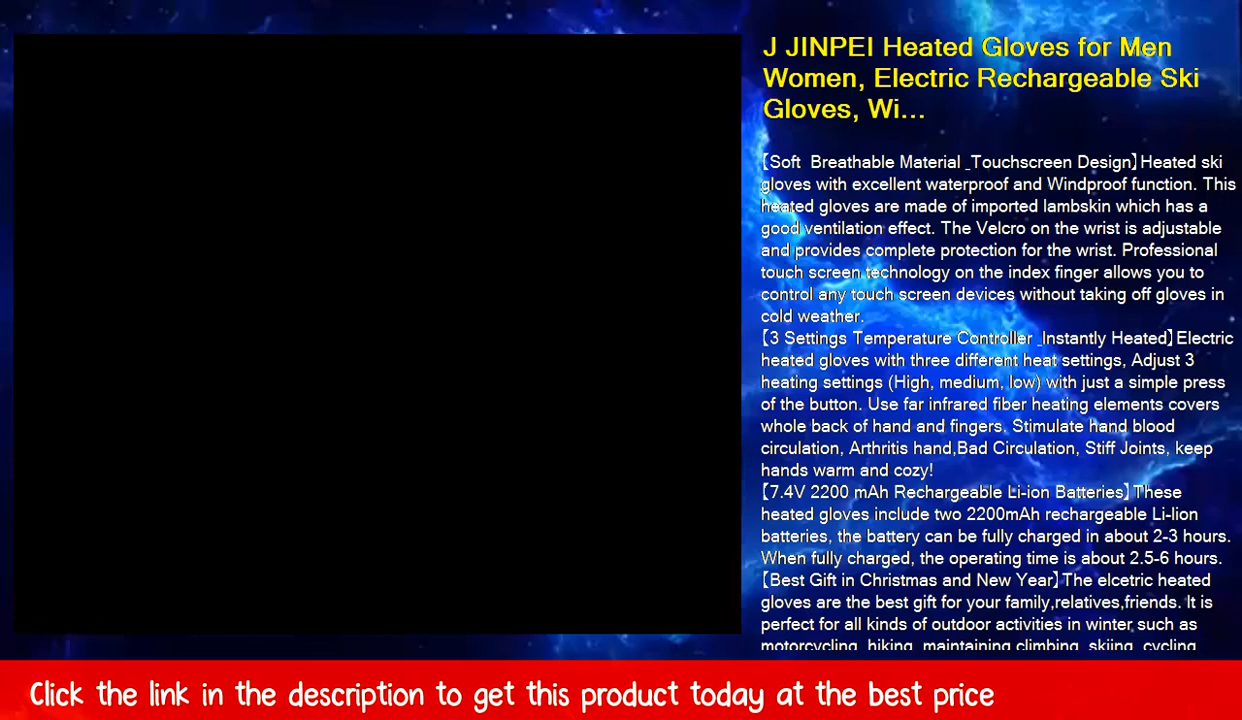 J JINPEI Heated Gloves for Men
Women, Electric Rechargeable Ski
Gloves, Wi...
【Soft Breathable Material _Touchscreen Design】Heated ski
gloves with excellent waterproof and Windproof function. This
heated gloves are made of imported lambskin which has a
good ventilation effect. The Velcro on the wrist is adjustable
and provides complete protection for the wrist. Professional
touch screen technology on the index finger allows you to
control any touch screen devices without taking off gloves in
cold weather.
【3 Settings Temperature Controller _Instantly Heated】Electric
heated gloves with three different heat settings, Adjust 3
heating settings (High, medium, low) with just a simple press
of the button. Use far infrared fiber heating elements covers
whole back of hand and fingers. Stimulate hand blood
circulation, Arthritis hand,Bad Circulation, Stiff Joints, keep
hands warm and cozy!
【7.4V 2200 mAh Rechargeable Li-ion Batteries】These
heated gloves include two 2200mAh rechargeable Li-lion
batteries, the battery can be fully charged in about 2-3 hours.
When fully charged, the operating time is about 2.5-6 hours.
【Best Gift in Christmas and New Year】The elcetric heated
gloves are the best gift for your family,relatives,friends. It is
perfect for all kinds of outdoor activities in winter such as
motorcycling, hiking, maintaining climbing, skiing, cycling
Click the link in the description to get this product today at the best price